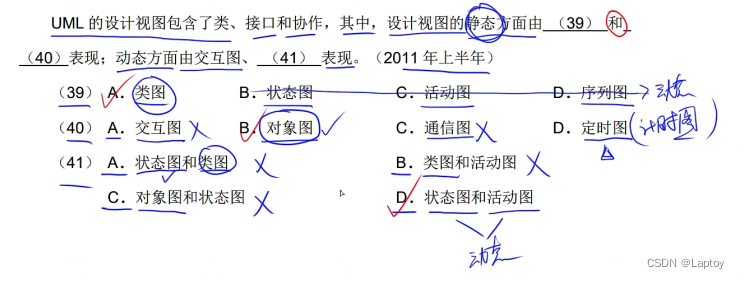 UML 的设计视图包含了类、接口和协作，其中，设计视图的静态方面由 （39） 和
（40）表现；动态方面由交互图、（41）表现。（2011 年上半年）
（39） A．类图 B．状态图 C．活动图 D．序列图 动态
（40） A．交互图 B．对象图 C．通信图 D．定时图（计时图）
（41） A．状态图和类图 B．类图和活动图
C．对象图和状态图 D．状态图和活动图
动态
CSDN @Laptoy